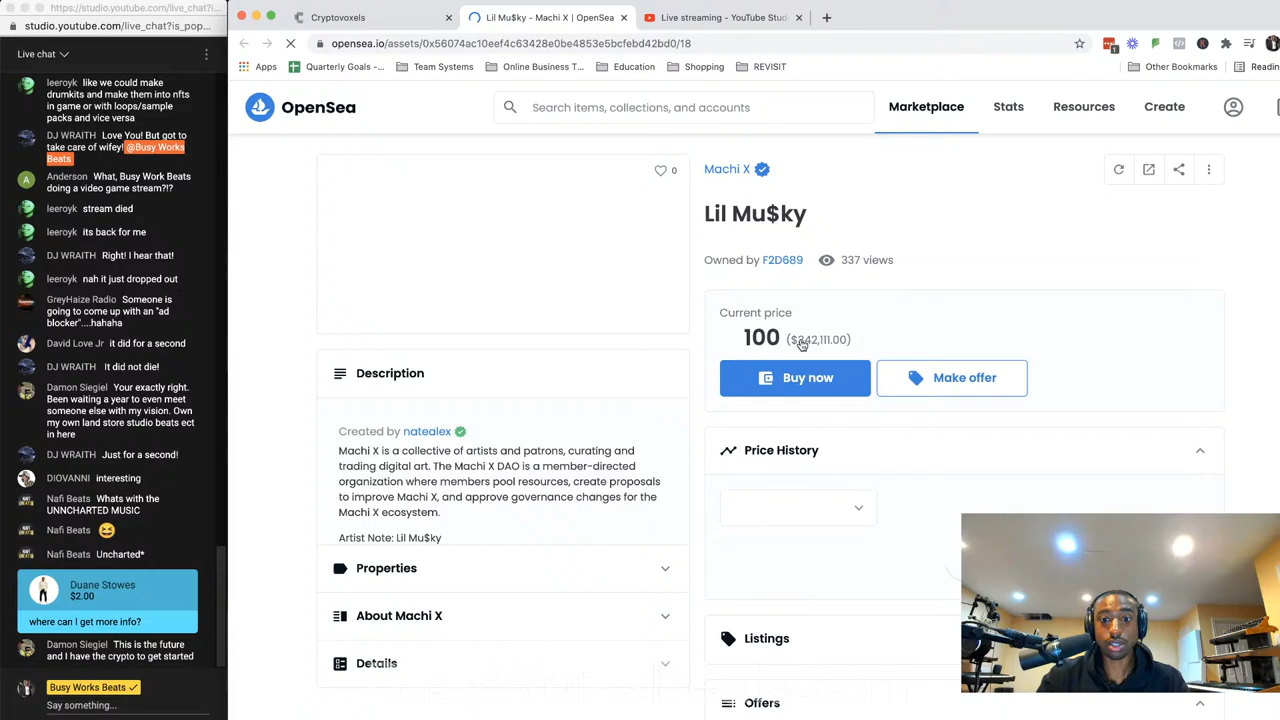 studio.youtube.com/live_chat?i...
studio.youtube.com/live_chat?is_pop...
Live chat
leeroyk like we could make
drumkits and make them into nfts
in game or with loops/sample
packs and vice versa
DJ WRAITH Love You! But got to
take care of wifey! @Busy Works
Beats
A
Anderson What, Busy Work Beats
doing a video game stream?!?
leeroyk stream died
leeroyk its back for me
DJ WRAITH Right! I hear that!
leeroyk nah it just dropped out
GreyHaize Radio Someone is
going to come up with an "ad
blocker"....hahaha
David Love Jr it did for a second
DJ WRAITH It did not die!
Damon Siegiel Your exactly right.
Been waiting a year to even meet
someone else with my vision. Own
my own land store studio beats ect
in here
DJ WRAITH Just for a second!
DIOVANNI interesting
Nafi Beats Whats with the
UNNCHARTED MUSIC
Nafi Beats 😆
Nafi Beats Uncharted*
Duane Stowes
$2.00
where can I get more info?
Damon Siegiel This is the future
and I have the crypto to get started
Busy Works Beats ✓
Say something...
Cryptovoxels
Lil Mu$ky - Machi X | OpenSea
Live streaming - YouTube Stud
opensea.io/assets/0x56074ac10eef4c63428e0be4853e5bcfebd42bd0/18
Apps
Quarterly Goals -...
Team Systems
Online Business T...
Education
Shopping
REVISIT
Other Bookmarks
Readin
OpenSea
Search items, collections, and accounts
Marketplace
Stats
Resources
Create
0
Machi X
Lil Mu$ky
Owned by F2D689
337 views
Current price
100 ($342,111.00)
Buy now
Make offer
Description
Created by natealex
Machi X is a collective of artists and patrons, curating and
trading digital art. The Machi X DAO is a member-directed
organization where members pool resources, create proposals
to improve Machi X, and approve governance changes for the
Machi X ecosystem.
Artist Note: Lil Mu$ky
Properties
About Machi X
Details
Price History
Listings
Offers